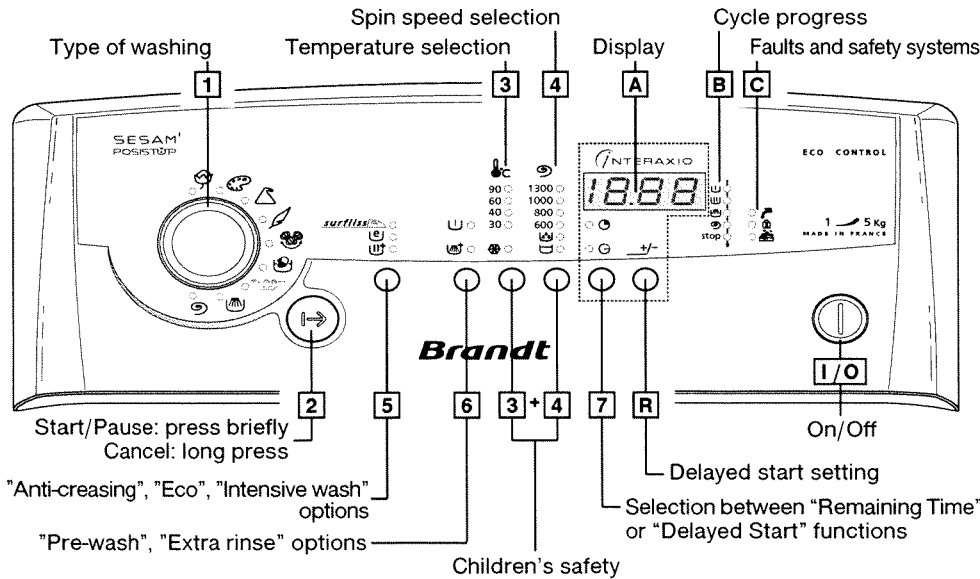 Spin speed selection
Cycle progress
Type of washing
Temperature selection
Display
Faults and safety systems
1
3
4
A
B
C
SESAM'
POSISTOP
INTERAXIO
ECO CONTROL
°C
90
60
40
30
1300
1000
800
600
18.88
surfliss
e
stop
+/-
1 5 Kg
MADE IN FRANCE
Brandt
I/O
2
5
6
3 + 4
7
R
Start/Pause: press briefly
Cancel: long press
On/Off
Delayed start setting
"Anti-creasing", "Eco", "Intensive wash"
options
Selection between "Remaining Time"
or "Delayed Start" functions
"Pre-wash", "Extra rinse" options
Children's safety